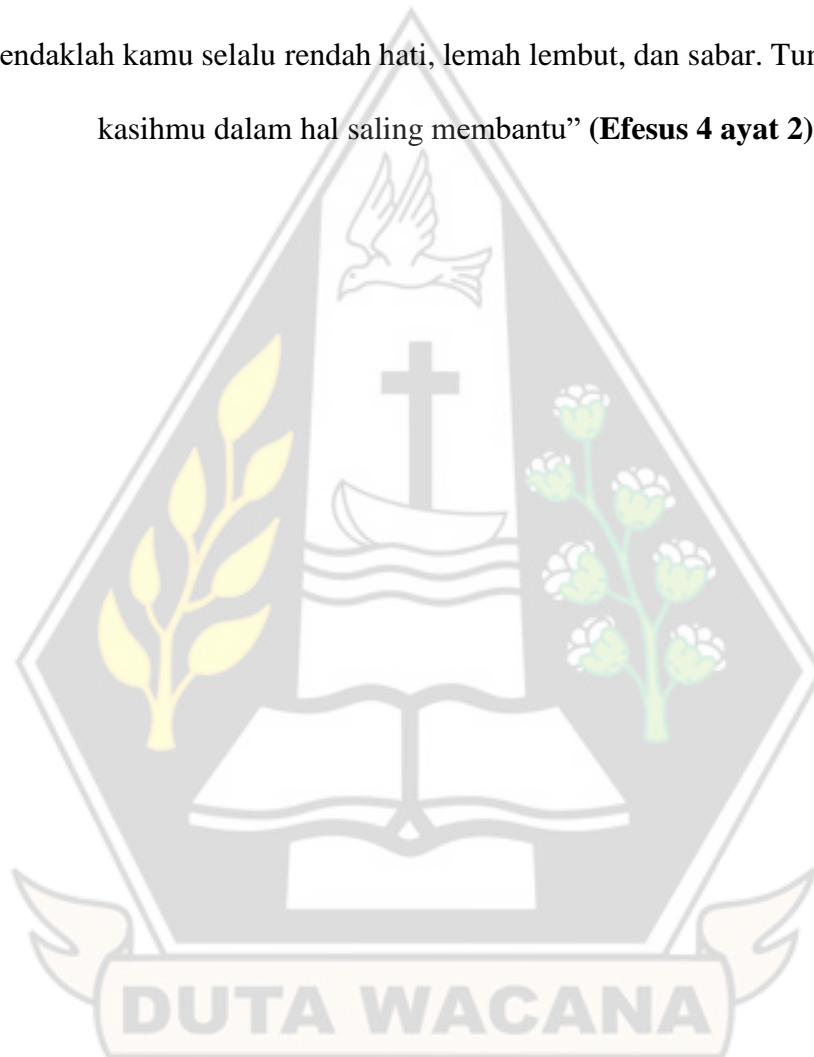 endaklah kamu selalu rendah hati, lemah lembut, dan sabar. Tun
kasihmu dalam hal saling membantu” (Efesus 4 ayat 2)
DUTA WACANA